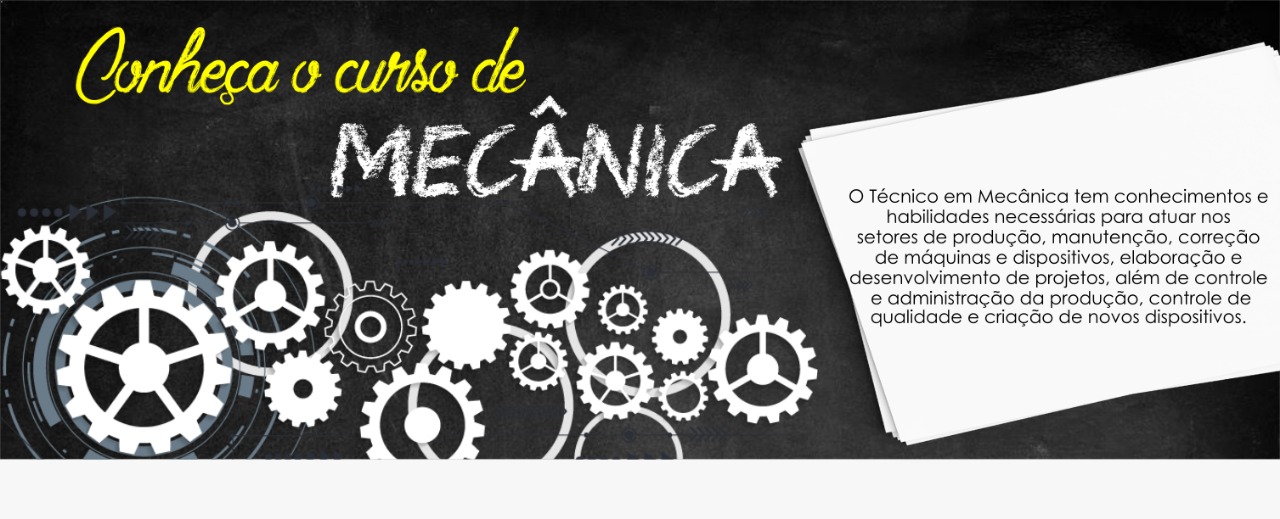 Conheça o curso de
MECÂNICA
O Técnico em Mecânica tem conhecimentos e
habilidades necessárias para atuar nos
setores de produção, manutenção, correção
de máquinas e dispositivos, elaboração e
desenvolvimento de projetos, além de controle
e administração da produção, controle de
qualidade e criação de novos dispositivos.